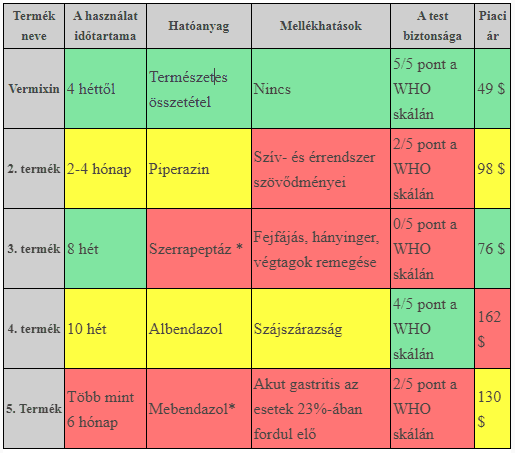 Termék neve
A használat időtartama
Hatóanyag
Mellékhatások
A test biztonsága
Piaci ár
Vermixin
4 héttől
Természetes összetétel
Nincs
5/5 pont a WHO skálán
49 $
2. termék
2-4 hónap
Piperazin
Szív- és érrendszer szövődményei
2/5 pont a WHO skálán
98 $
3. termék
8 hét
Szerrapeptáz *
Fejfájás, hányinger, végtagok remegése
0/5 pont a WHO skálán
76 $
4. termék
10 hét
Albendazol
Szájszárazság
4/5 pont a WHO skálán
162 $
5. Termék
Több mint 6 hónap
Mebendazol*
Akut gastritis az esetek 23%-ában fordul elő
2/5 pont a WHO skálán
130 $